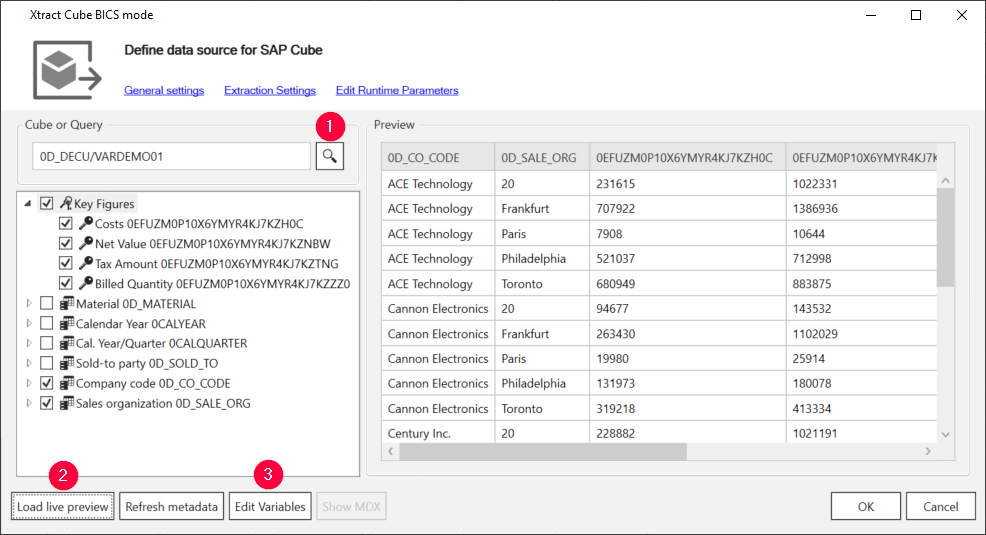 Xtract Cube BICS mode
Define data source for SAP Cube
General settings Extraction Settings Edit Runtime Parameters
Cube or Query
1
0D_DECU/VARDEMO01
Key Figures
Costs 0EFUZM0P10X6YMYR4KJ7KZH0C
Net Value 0EFUZM0P10X6YMYR4KJ7KZNBW
Tax Amount 0EFUZM0P10X6YMYR4KJ7KZTNG
Billed Quantity 0EFUZM0P10X6YMYR4KJ7KZZZ0
Material 0D_MATERIAL
Calendar Year 0CALYEAR
Cal. Year/Quarter 0CALQUARTER
Sold-to party 0D_SOLD_TO
Company code 0D_CO_CODE
Sales organization 0D_SALE_ORG
Preview
0D_CO_CODE 0D_SALE_ORG 0EFUZM0P10X6YMYR4KJ7KZH0C 0EFUZM0P10X6YMYR4KJ7K
ACE Technology 20 231615 1022331
ACE Technology Frankfurt 707922 1386936
ACE Technology Paris 7908 10644
ACE Technology Philadelphia 521037 712998
ACE Technology Toronto 680949 883875
Cannon Electronics 20 94677 143532
Cannon Electronics Frankfurt 263430 1102029
Cannon Electronics Paris 19980 25914
Cannon Electronics Philadelphia 131973 180078
Cannon Electronics Toronto 319218 413334
Century Inc. 20 228882 1021191
2 3
Load live preview Refresh metadata Edit Variables Show MDX OK Cancel